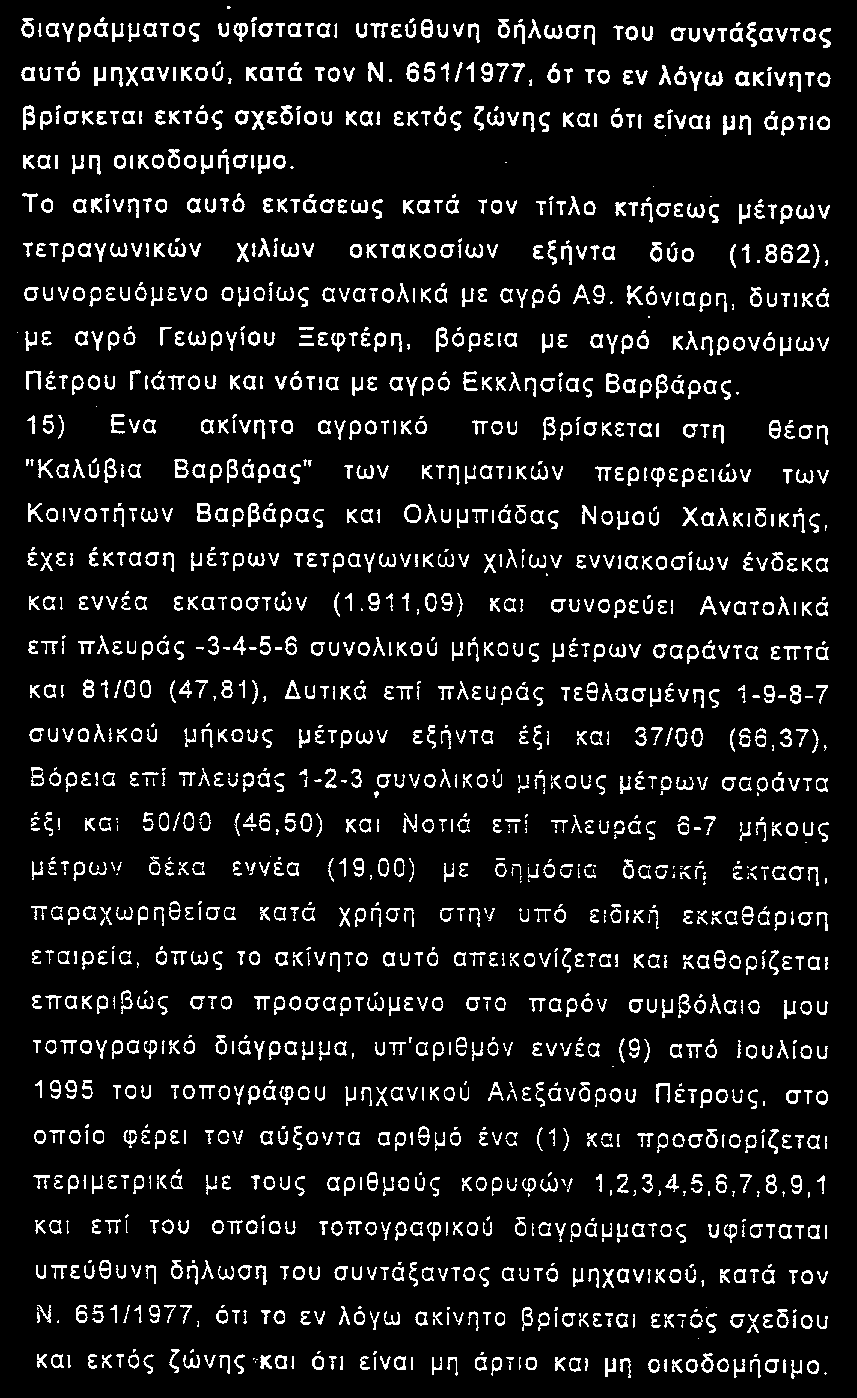 διαγράμματος υφίσταται υπεύθυνη δήλωση του συντάξαντος
αυτό μηχανικού, κατά τον Ν. 651/1977, ότ το εν λόγω ακίνητο
βρίσκεται εκτός σχεδίου και εκτός ζώνης και ότι είναι μη άρτιο
και μη οικοδομήσιμο.
Το ακίνητο αυτό εκτάσεως κατά τον τίτλο κτήσεως μέτρων
τετραγωνικών χιλίων οκτακοσίων εξήντα δύο (1.862),
συνορευόμενο ομοίως ανατολικά με αγρό Α9. Κόνιαρη, δυτικά
με αγρό Γεωργίου Ξεφτέρη, βόρεια με αγρό κληρονόμων
Πέτρου Γιάπου και νότια με αγρό Εκκλησίας Βαρβάρας.
15) Ενα ακίνητο αγροτικό που βρίσκεται στη θέση
"Καλύβια Βαρβάρας" των κτηματικών περιφερειών των
Κοινοτήτων Βαρβάρας και Ολυμπιάδας Νομού Χαλκιδικής,
έχει έκταση μέτρων τετραγωνικών χιλίων εννιακοσίων ένδεκα
και εννέα εκατοστών (1.911,09) και συνορεύει Ανατολικά
επί πλευράς -3-4-5-6 συνολικού μήκους μέτρων σαράντα επτά
και 81/00 (47,81), Δυτικά επί πλευράς τεθλασμένης 1-9-8-7
συνολικού μήκους μέτρων εξήντα έξι και 37/00 (66,37),
Βόρεια επί πλευράς 1-2-3 συνολικού μήκους μέτρων σαράντα
έξι και 50/00 (46,50) και Νοτιά επί πλευράς 6-7 μήκους
μέτρων δέκα εννέα (19,00) με δημόσια δασική έκταση,
παραχωρηθείσα κατά χρήση στην υπό ειδική εκκαθάριση
εταιρεία, όπως το ακίνητο αυτό απεικονίζεται και καθορίζεται
επακριβώς στο προσαρτώμενο στο παρόν συμβόλαιο μου
τοπογραφικό διάγραμμα, υπ'αριθμόν εννέα (9) από Ιουλίου
1995 του τοπογράφου μηχανικού Αλεξάνδρου Πέτρους, στο
οποίο φέρει τον αύξοντα αριθμό ένα (1) και προσδιορίζεται
περιμετρικά με τους αριθμούς κορυφών 1,2,3,4,5,6,7,8,9,1
και επί του οποίου τοπογραφικού διαγράμματος υφίσταται
υπεύθυνη δήλωση του συντάξαντος αυτό μηχανικού, κατά τον
Ν. 651/1977, ότι το εν λόγω ακίνητο βρίσκεται εκτός σχεδίου
και εκτός ζώνης και ότι είναι μη άρτιο και μη οικοδομήσιμο.